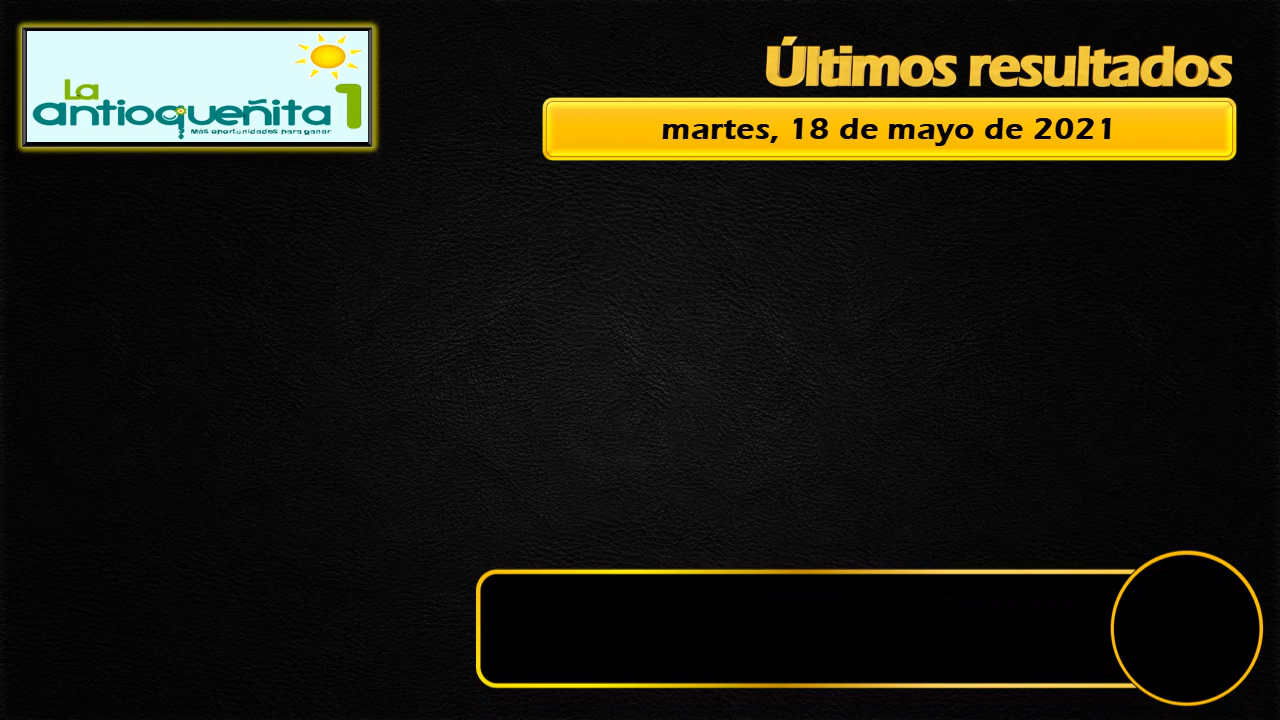 La
antioqueñita 1
Más oportunidades para ganar
Últimos resultados
martes, 18 de mayo de 2021